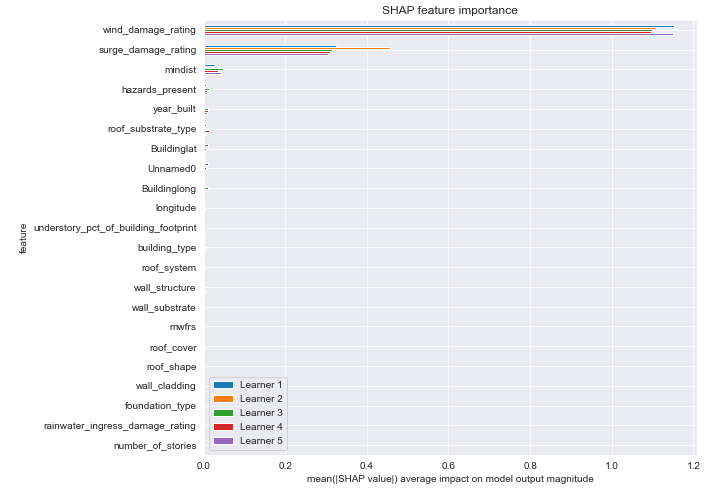 SHAP feature importance
wind_damage_rating
surge_damage_rating
mindist
hazards_present
year_built
roof_substrate_type
Buildinglat
Unnamed0
Buildinglong
longitude
understory_pct_of_building_footprint
building_type
roof_system
wall_structure
wall_substrate
mwfrs
roof_cover
roof_shape
wall_cladding
foundation_type
rainwater_ingress_damage_rating
number_of_stories
feature
Learner 1
Learner 2
Learner 3
Learner 4
Learner 5
0.0 0.2 0.4 0.6 0.8 1.0 1.2
mean(|SHAP value|) average impact on model output magnitude